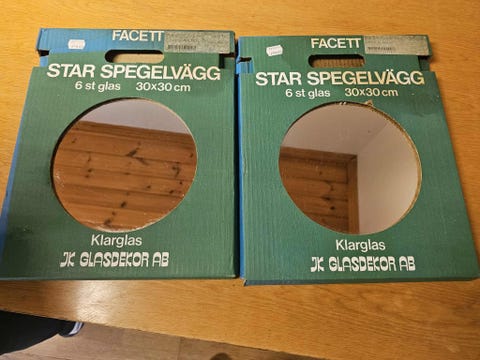 FACETT
STAR SPEGELVÄGG
6 st glas 30x30 cm
Klarglas
JK GLASDEKOR AB
FACETT
STAR SPEGELVÄGG
6 st glas 30x30 cm
Klarglas
JK GLASDEKOR AB